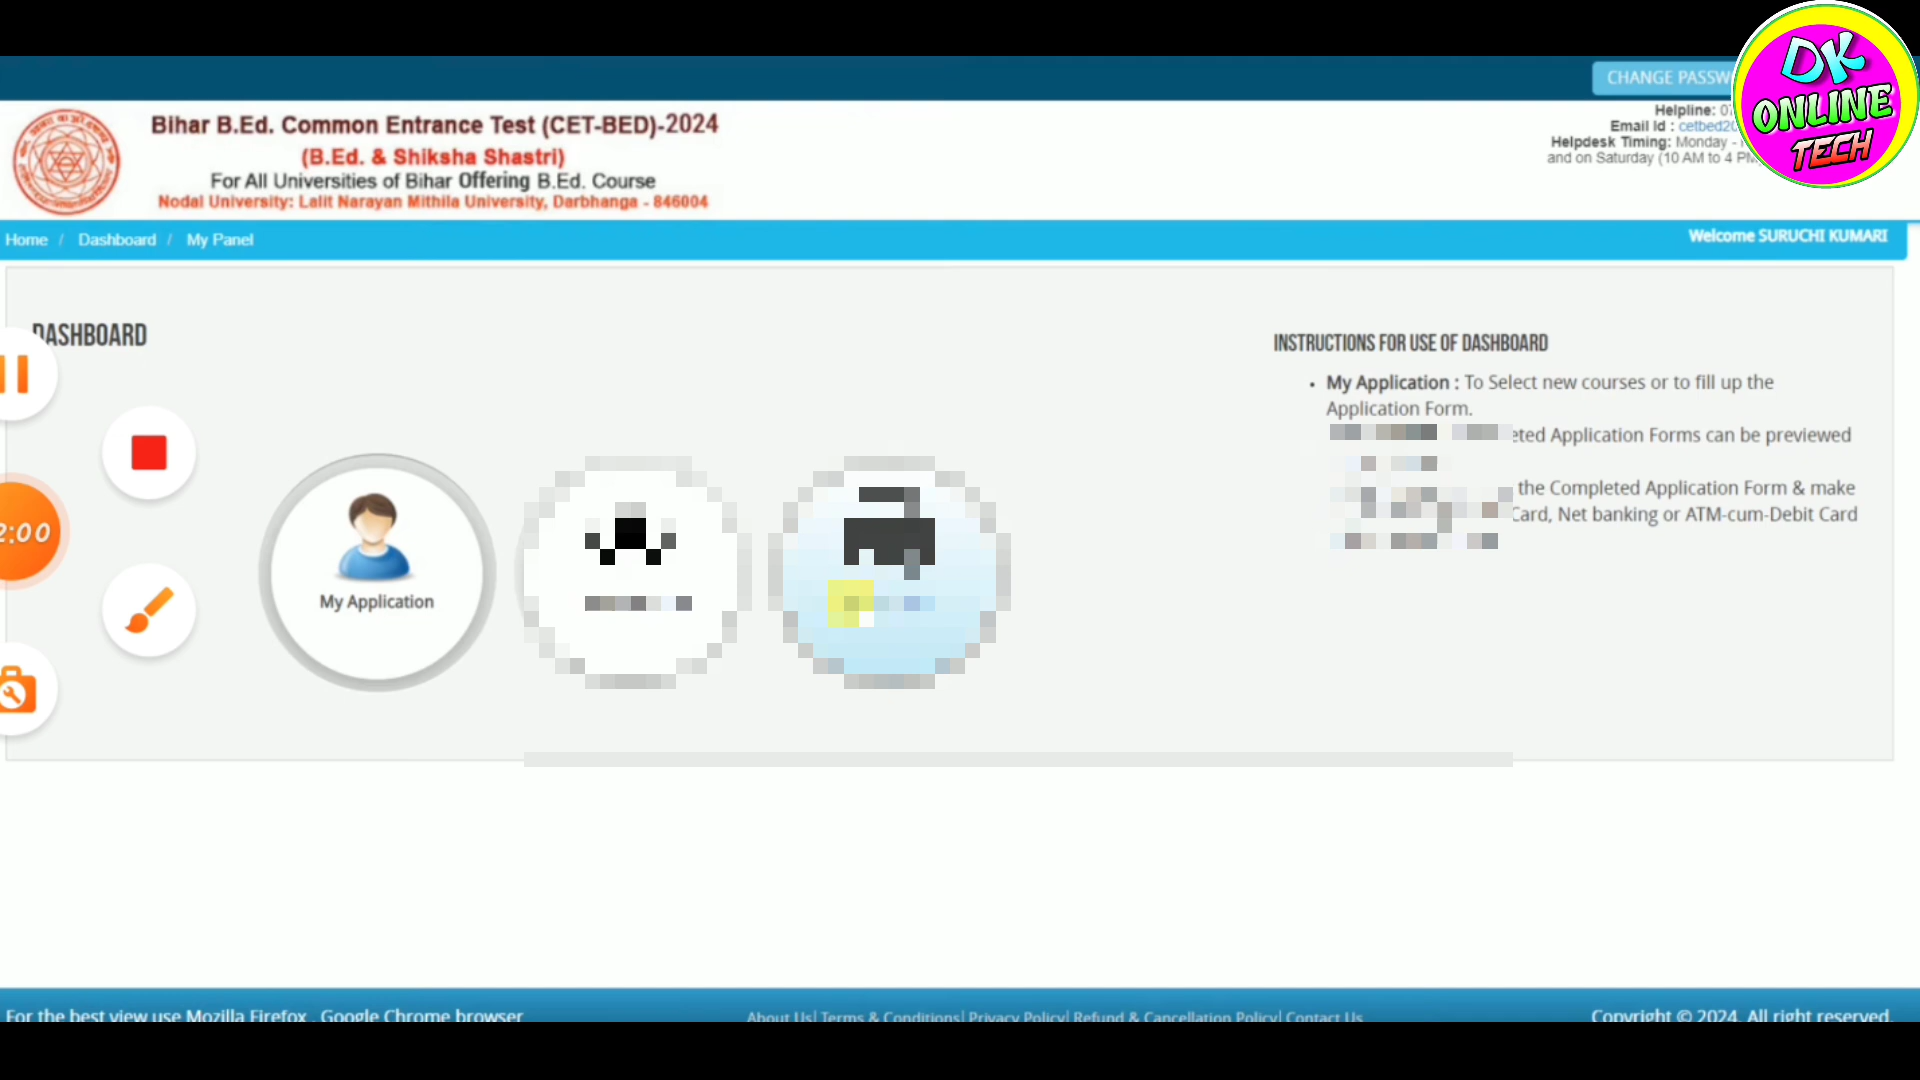 CHANGE PASSW
DK
ONLINE
TECH
Bihar B.Ed. Common Entrance Test (CET-BED)-2024
(B.Ed. & Shiksha Shastri)
For All Universities of Bihar Offering B.Ed. Course
Nodal University: Lalit Narayan Mithila University, Darbhanga - 846004
Helpline: 07
Email Id : cetbed20
Helpdesk Timing: Monday -
and on Saturday (10 AM to 4 PM
Home / Dashboard / My Panel
Welcome SURUCHI KUMARI
DASHBOARD
INSTRUCTIONS FOR USE OF DASHBOARD
• My Application : To Select new courses or to fill up the
Application Form.
eted Application Forms can be previewed
the Completed Application Form & make
Card, Net banking or ATM-cum-Debit Card
2:00
My Application
For the best view use Mozilla Firefox , Google Chrome browser
About Us| Terms & Conditions| Privacy Policy| Refund & Cancellation Policy| Contact Us
Copyright © 2024. All right reserved.